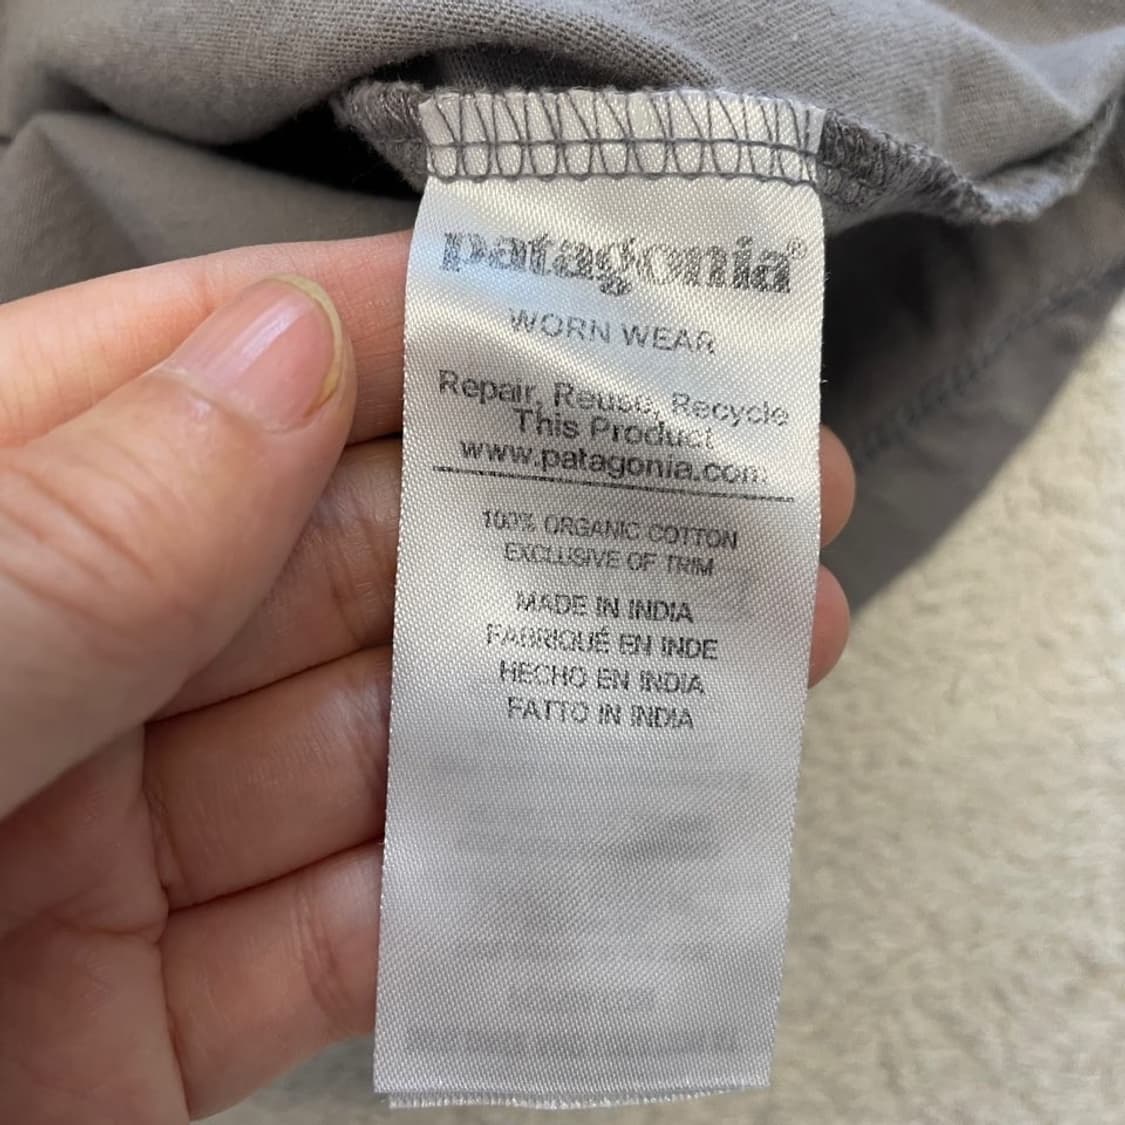 patagonia®
WORN WEAR
Repair, Reuse, Recycle
This Product
www.patagonia.com
100% ORGANIC COTTON
EXCLUSIVE OF TRIM
MADE IN INDIA
FABRIQUÉ EN INDE
HECHO EN INDIA
FATTO IN INDIA